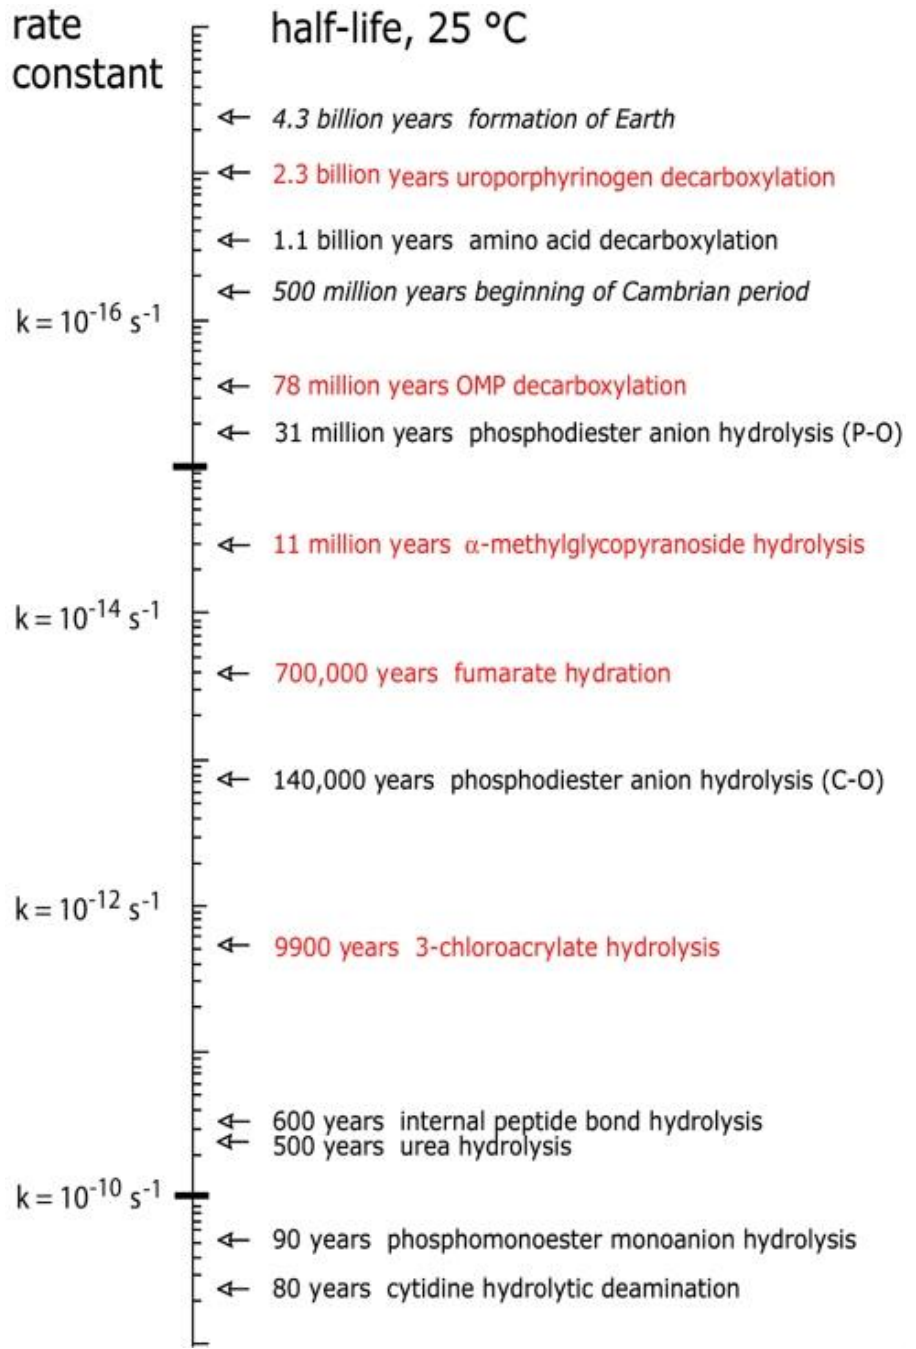 rate
constant
half-life, 25 °C
4.3 billion years formation of Earth
2.3 billion years uroporphyrinogen decarboxylation
1.1 billion years amino acid decarboxylation
500 million years beginning of Cambrian period
k = 10⁻¹⁶ s⁻¹
78 million years OMP decarboxylation
31 million years phosphodiester anion hydrolysis (P-O)
11 million years α-methylglycopyranoside hydrolysis
k = 10⁻¹⁴ s⁻¹
700,000 years fumarate hydration
140,000 years phosphodiester anion hydrolysis (C-O)
k = 10⁻¹² s⁻¹
9900 years 3-chloroacrylate hydrolysis
600 years internal peptide bond hydrolysis
500 years urea hydrolysis
k = 10⁻¹⁰ s⁻¹
90 years phosphomonoester monoanion hydrolysis
80 years cytidine hydrolytic deamination